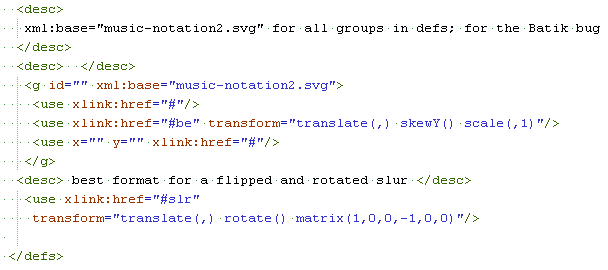 <desc>
xml:base="music-notation2.svg" for all groups in defs; for the Batik bug
</desc>
<desc> </desc>
<g id="" xml:base="music-notation2.svg">
<use xlink:href="#"/>
<use xlink:href="#be" transform="translate(,) skewY() scale(,1)"/>
<use x="" y="" xlink:href="#"/>
</g>
<desc> best format for a flipped and rotated slur </desc>
<use xlink:href="#slr"
transform="translate(,) rotate() matrix(1,0,0,-1,0,0)"/>
</defs>